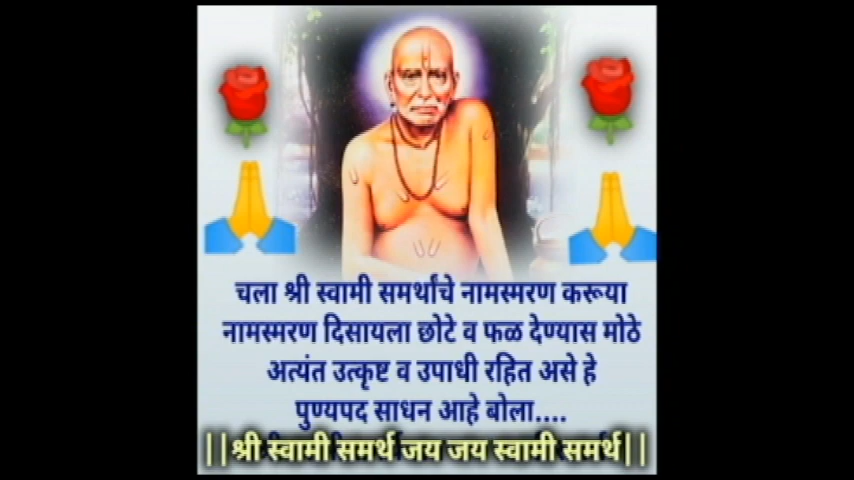 चला श्री स्वामी समर्थांचे नामस्मरण करूया
नामस्मरण दिसायला छोटे व फळ देण्यास मोठे
अत्यंत उत्कृष्ट व उपाधी रहित असे हे
पुण्यपद साधन आहे बोला....
||श्री स्वामी समर्थ जय जय स्वामी समर्थ||